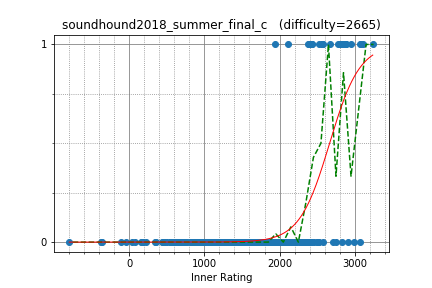 soundhound2018_summer_final_c (difficulty=2665)
1
0
0 1000 2000 3000
Inner Rating